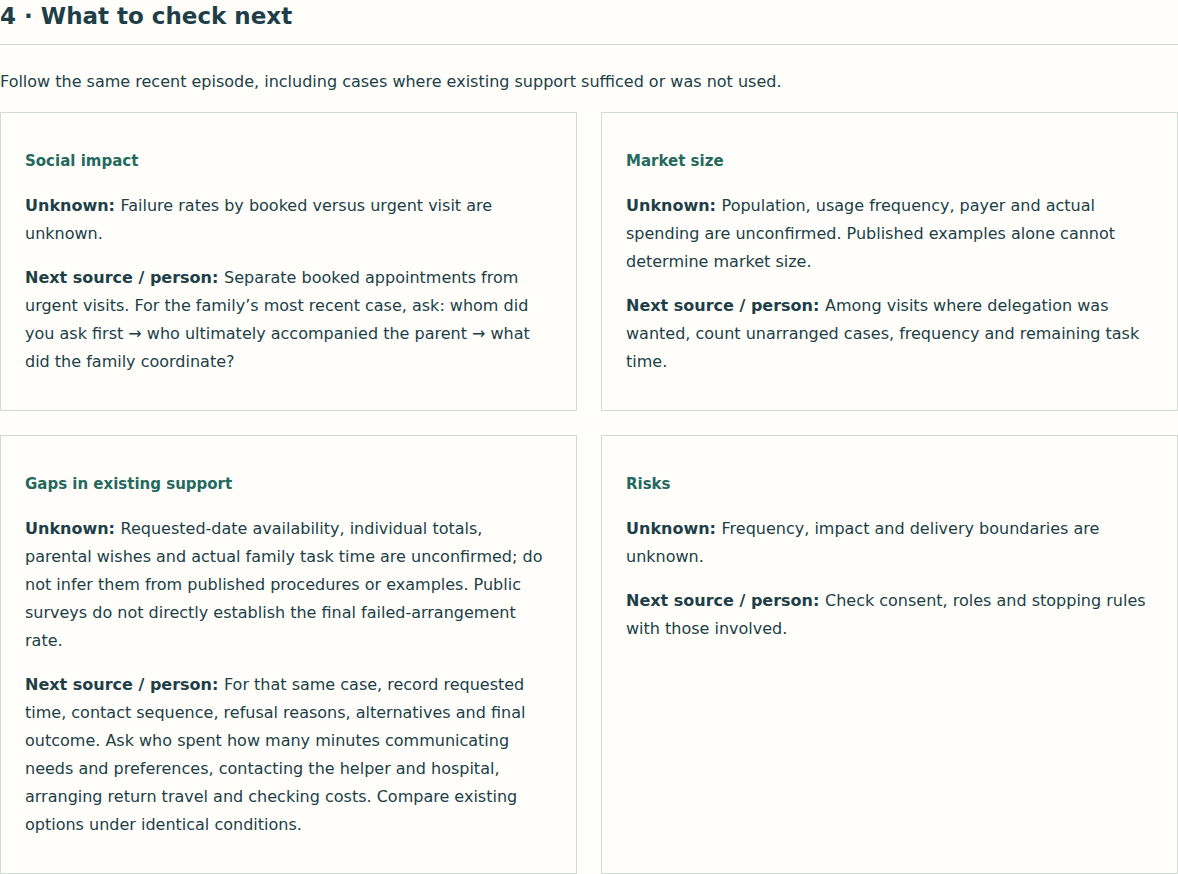 4 · What to check next
Follow the same recent episode, including cases where existing support sufficed or was not used.
Social impact
Unknown: Failure rates by booked versus urgent visit are
unknown.
Next source / person: Separate booked appointments from
urgent visits. For the family’s most recent case, ask: whom did
you ask first → who ultimately accompanied the parent → what
did the family coordinate?
Market size
Unknown: Population, usage frequency, payer and actual
spending are unconfirmed. Published examples alone cannot
determine market size.
Next source / person: Among visits where delegation was
wanted, count unarranged cases, frequency and remaining task
time.
Gaps in existing support
Unknown: Requested-date availability, individual totals,
parental wishes and actual family task time are unconfirmed; do
not infer them from published procedures or examples. Public
surveys do not directly establish the final failed-arrangement
rate.
Next source / person: For that same case, record requested
time, contact sequence, refusal reasons, alternatives and final
outcome. Ask who spent how many minutes communicating
needs and preferences, contacting the helper and hospital,
arranging return travel and checking costs. Compare existing
options under identical conditions.
Risks
Unknown: Frequency, impact and delivery boundaries are
unknown.
Next source / person: Check consent, roles and stopping rules
with those involved.